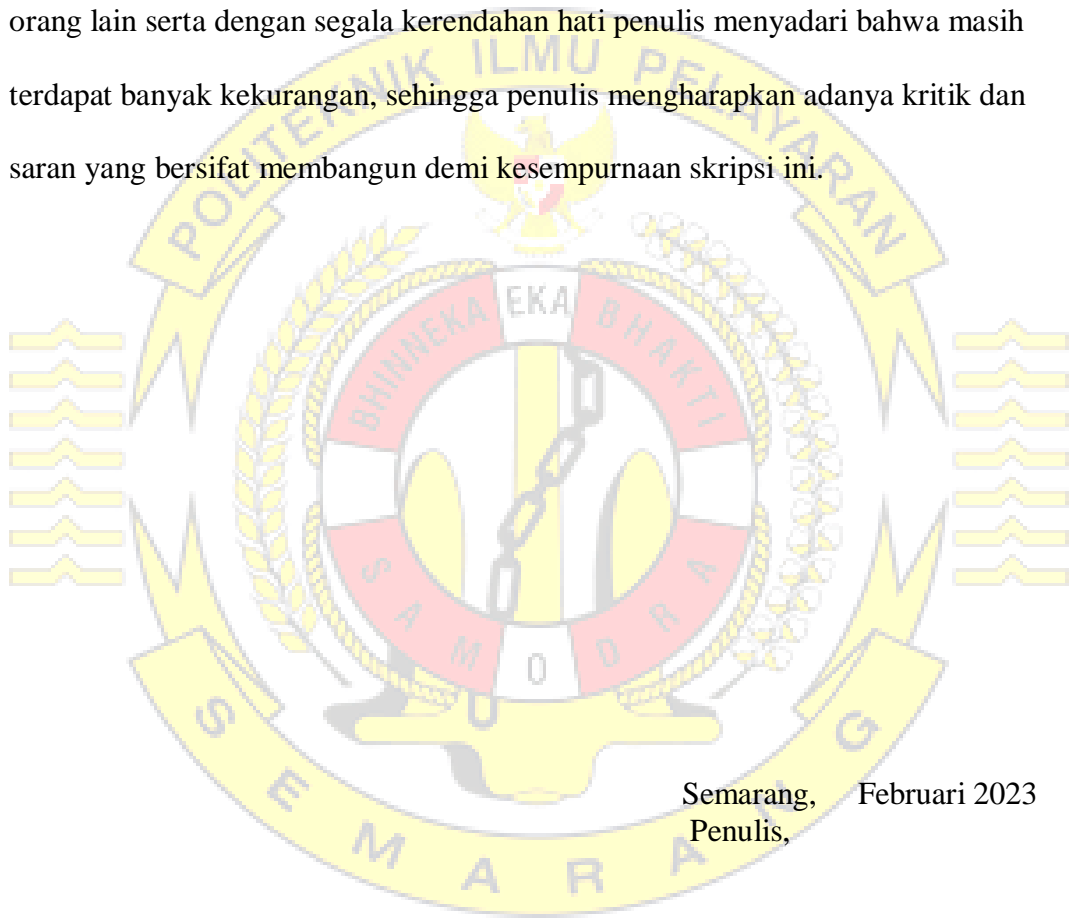 orang lain serta dengan segala kerendahan hati penulis menyadari bahwa masih
terdapat banyak kekurangan, sehingga penulis mengharapkan adanya kritik dan
saran yang bersifat membangun demi kesempurnaan skripsi ini.
POLITEKNIK ILMU PELAYARAN
BHINNEKA EKA BHAKTI
SAMODRA
SEMARANG
Semarang, Februari 2023
Penulis,